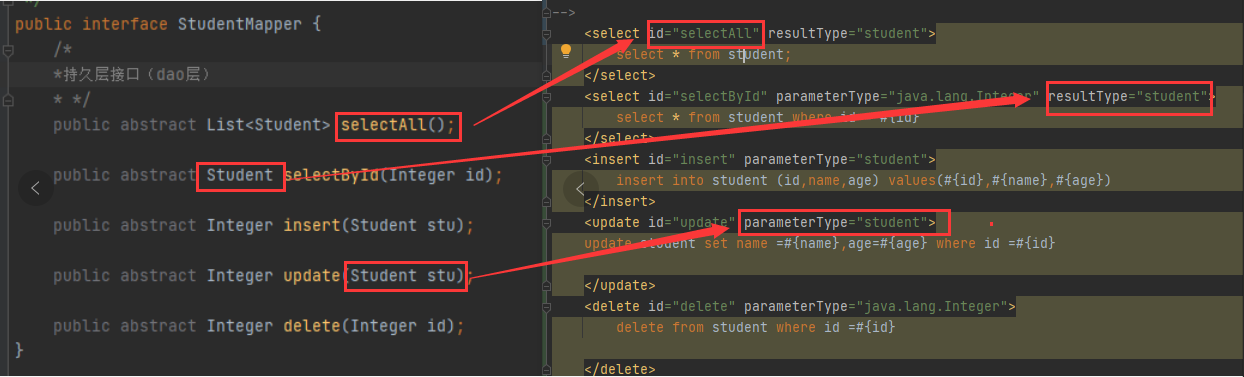 */
public interface StudentMapper {
/*
*持久层接口（dao层）
* */
public abstract List<Student> selectAll();
public abstract Student selectById(Integer id);
public abstract Integer insert(Student stu);
public abstract Integer update(Student stu);
public abstract Integer delete(Integer id);
}
-->
<select id="selectAll" resultType="student">
select * from student;
</select>
<select id="selectById" parameterType="java.lang.Integer" resultType="student">
select * from student where id = #{id}
</select>
<insert id="insert" parameterType="student">
insert into student (id,name,age) values(#{id},#{name},#{age})
</insert>
<update id="update" parameterType="student">
update student set name =#{name},age=#{age} where id =#{id}
</update>
<delete id="delete" parameterType="java.lang.Integer">
delete from student where id =#{id}
</delete>